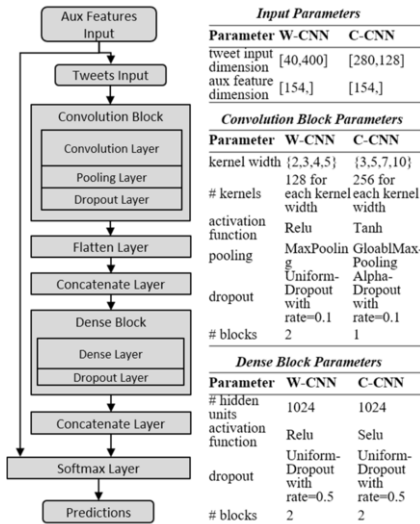 Aux Features
Input
Tweets Input
Convolution Block
Convolution Layer
Pooling Layer
Dropout Layer
Flatten Layer
Concatenate Layer
Dense Block
Dense Layer
Dropout Layer
Concatenate Layer
Softmax Layer
Predictions
Input Parameters
Parameter W-CNN C-CNN
tweet input
dimension [40,400] [280,128]
aux feature
dimension [154,] [154,]
Convolution Block Parameters
Parameter W-CNN C-CNN
kernel width {2,3,4,5} {3,5,7,10}
# kernels 128 for each kernel width 256 for each kernel width
activation
function Relu Tanh
pooling MaxPoolin
g GloablMax-
Pooling
dropout Uniform-
Dropout
with
rate=0.1 Alpha-
Dropout
with
rate=0.1
# blocks 2 1
Dense Block Parameters
Parameter W-CNN C-CNN
# hidden
units 1024 1024
activation
function Relu Selu
dropout Uniform-
Dropout
with
rate=0.5 Uniform-
Dropout
with
rate=0.5
# blocks 2 2